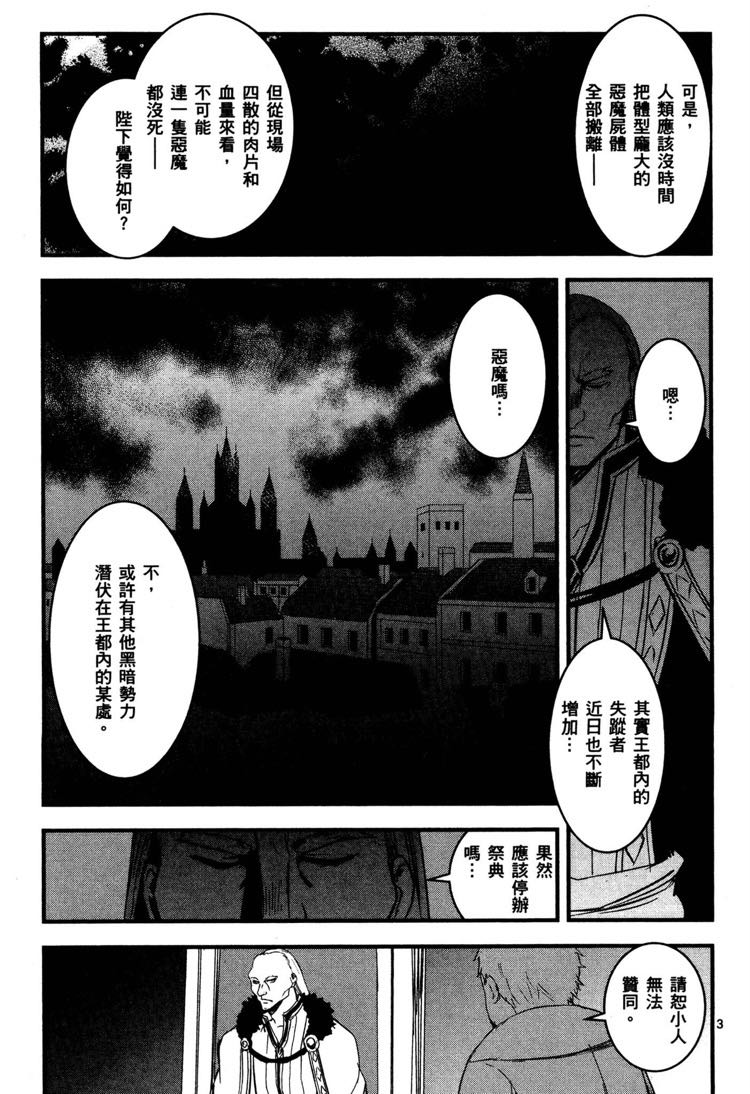 可是，
人類應該沒時間
把體型龐大的
惡魔屍體
全部搬離——
但從現場
四散的肉片和
血量來看，
不可能
連一隻惡魔
都沒死——
陛下覺得如何？
嗯…
其實王都內的
失蹤者
近日也不斷
增加…
惡魔嗎…
不，
或許有其他黑暗勢力
潛伏在王都內的某處。
果然
應該停辦
祭典
嗎…
請恕小人
無法
贊同。
3